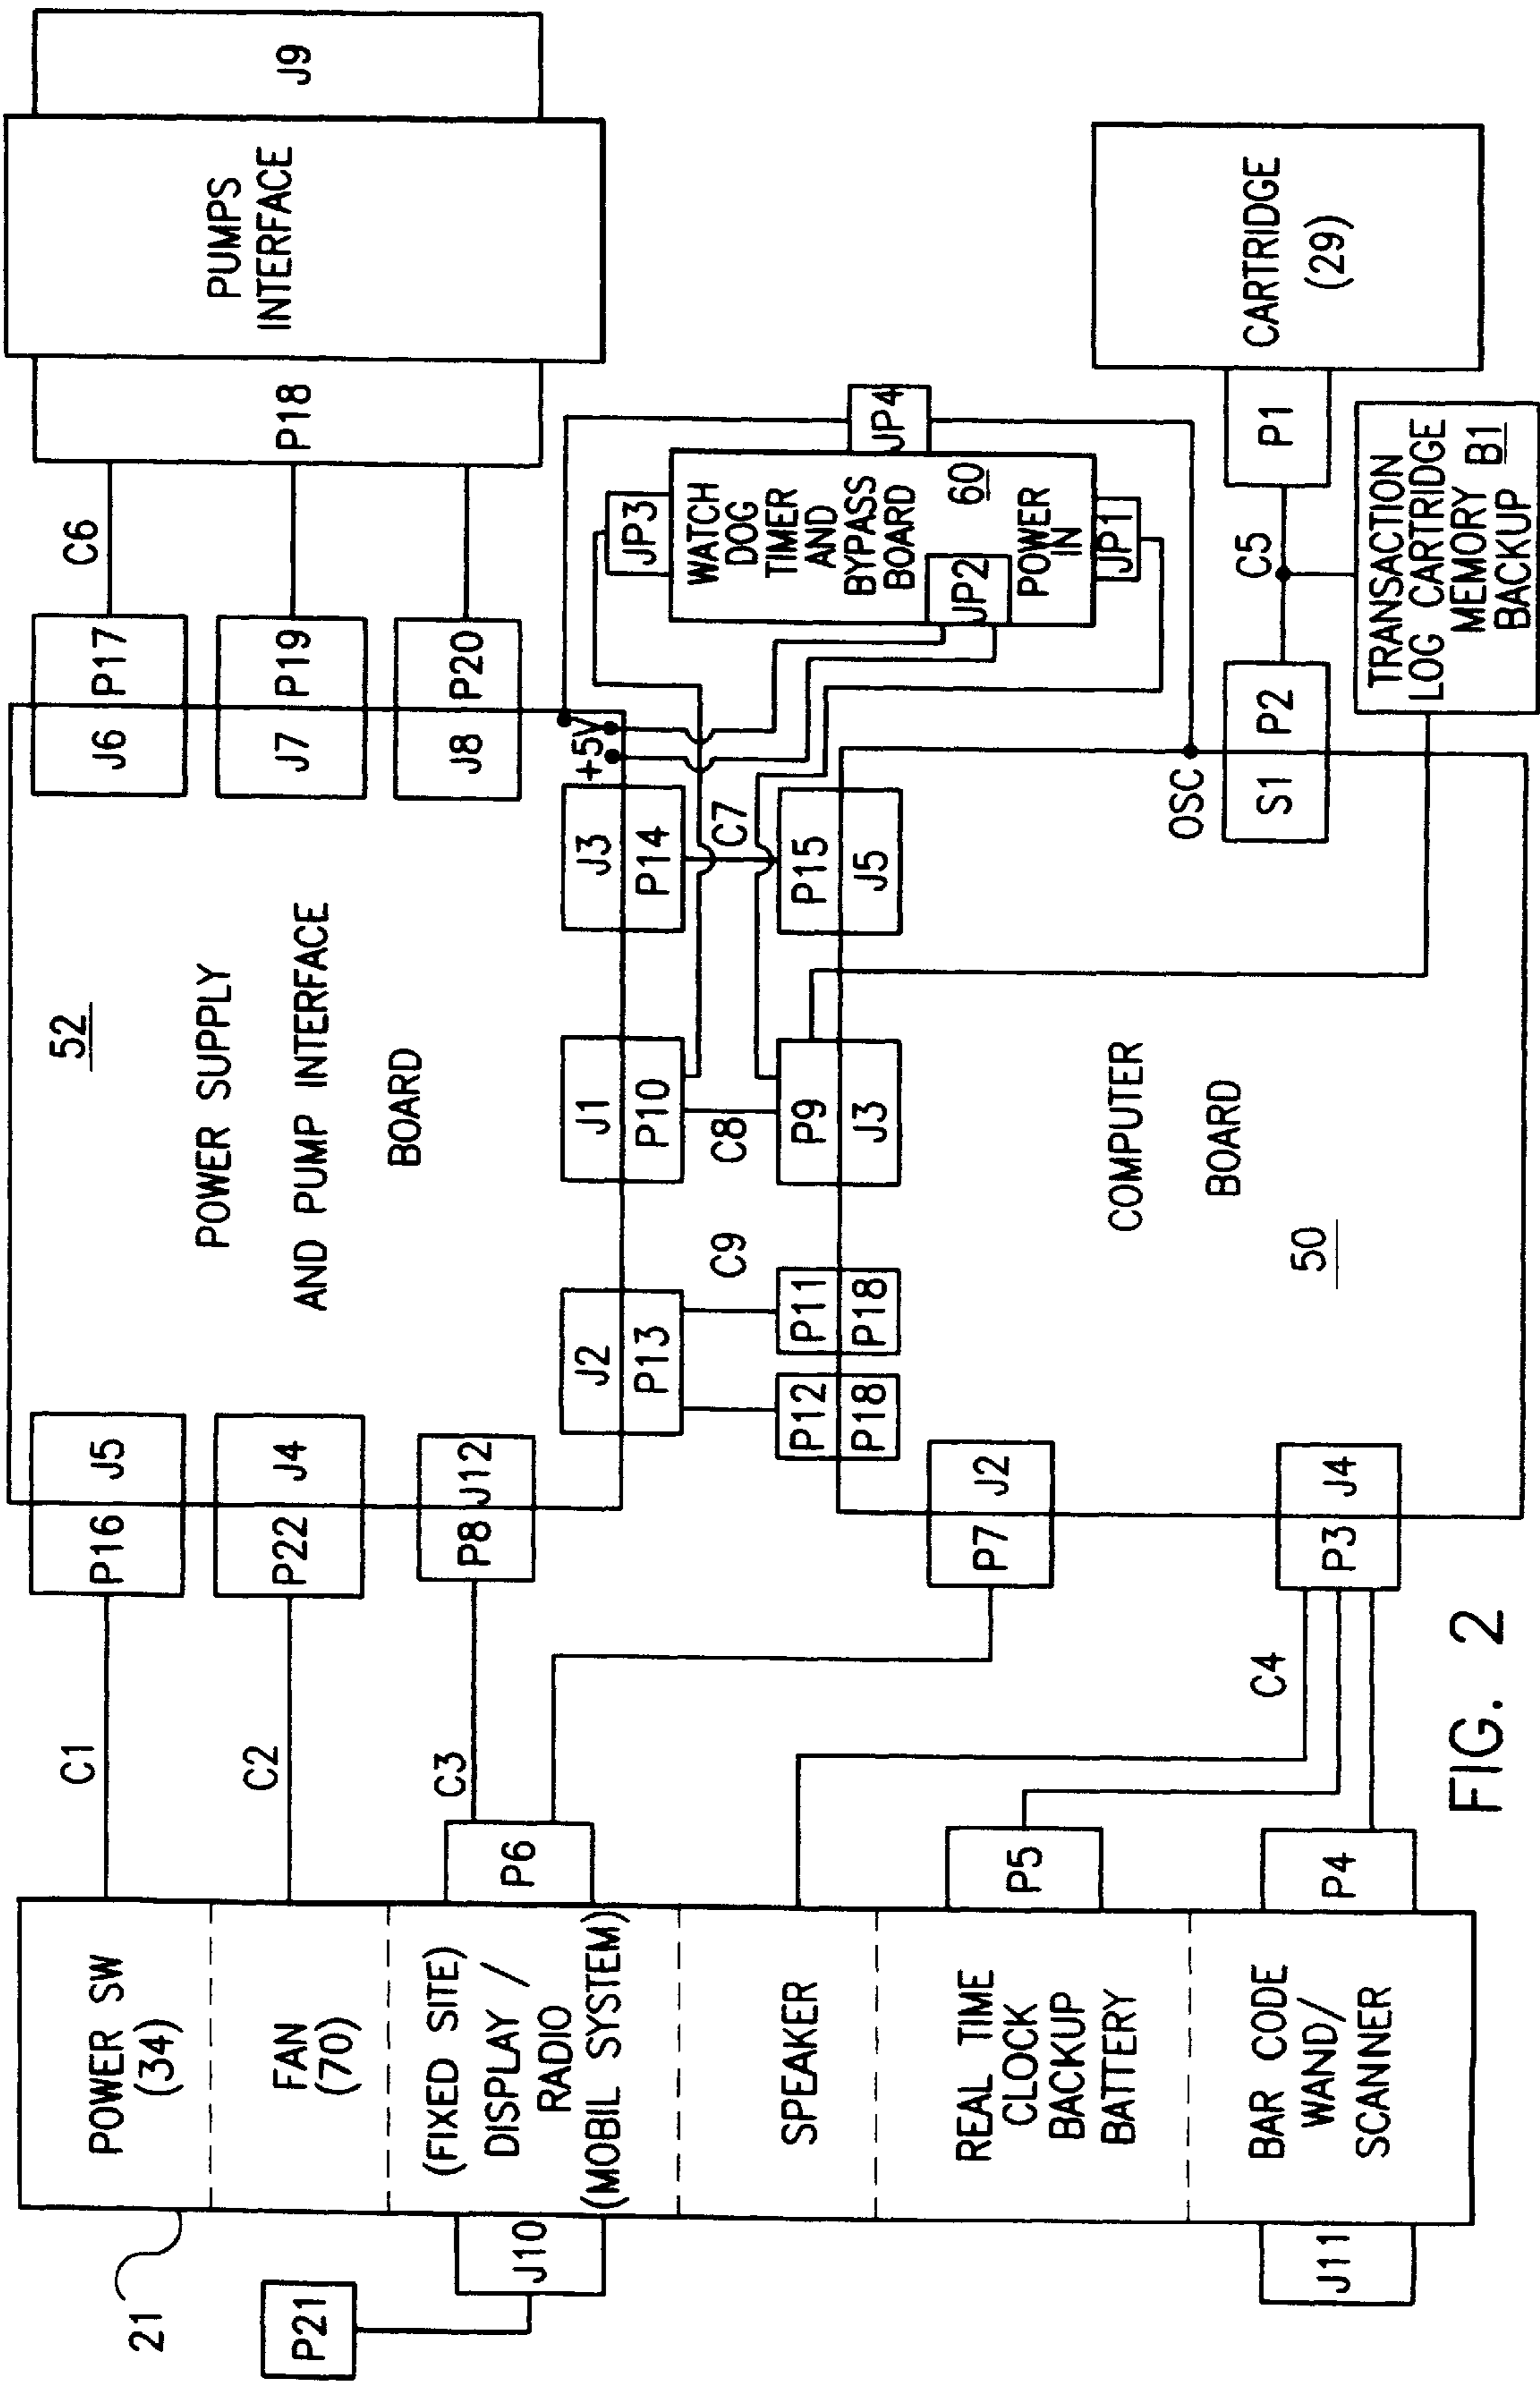 21
P21
J10
J11
POWER SW
(34)
FAN
(70)
(FIXED SITE)
DISPLAY /
RADIO
(MOBIL SYSTEM)
SPEAKER
REAL TIME
CLOCK
BACKUP
BATTERY
BAR CODE
WAND/
SCANNER
P6
P5
P4
C1
C2
C3
C4
P16
J5
P22
J4
P8
J12
P7
J2
P3
J4
52
POWER SUPPLY
AND PUMP INTERFACE
BOARD
J2
P13
J1
P10
J3
P14
+5V
C9
C8
C7
P12
P18
P11
P18
P9
J3
P15
J5
COMPUTER
BOARD
50
OSC
J6
P17
J7
P19
J8
P20
C6
P18
PUMPS
INTERFACE
J9
JP3
WATCH
DOG
TIMER
AND
BYPASS
BOARD
60
JP2
POWER
IN
JP1
JP4
S1
P2
C5
P1
CARTRIDGE
(29)
TRANSACTION
LOG CARTRIDGE
MEMORY B1
BACKUP
FIG. 2